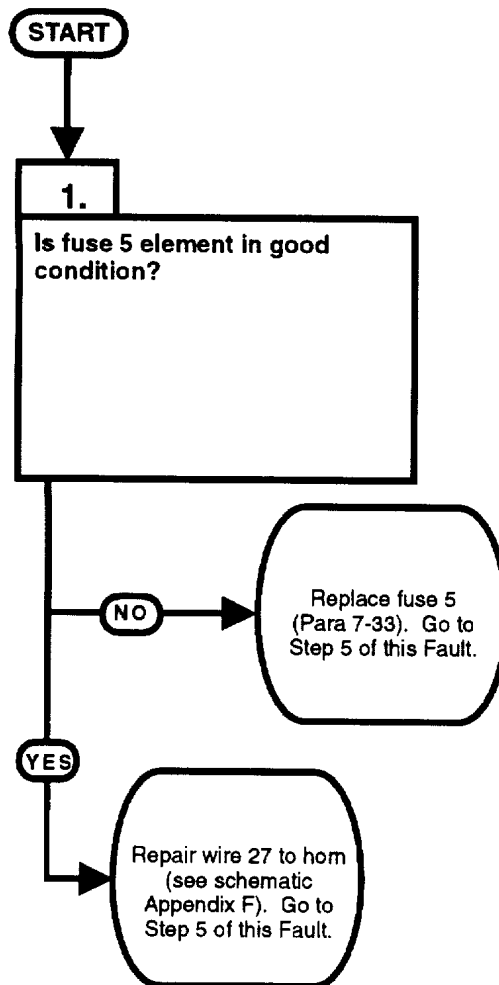 START
1.
Is fuse 5 element in good
condition?
NO
Replace fuse 5
(Para 7-33). Go to
Step 5 of this Fault.
YES
Repair wire 27 to horn
(see schematic
Appendix F). Go to
Step 5 of this Fault.